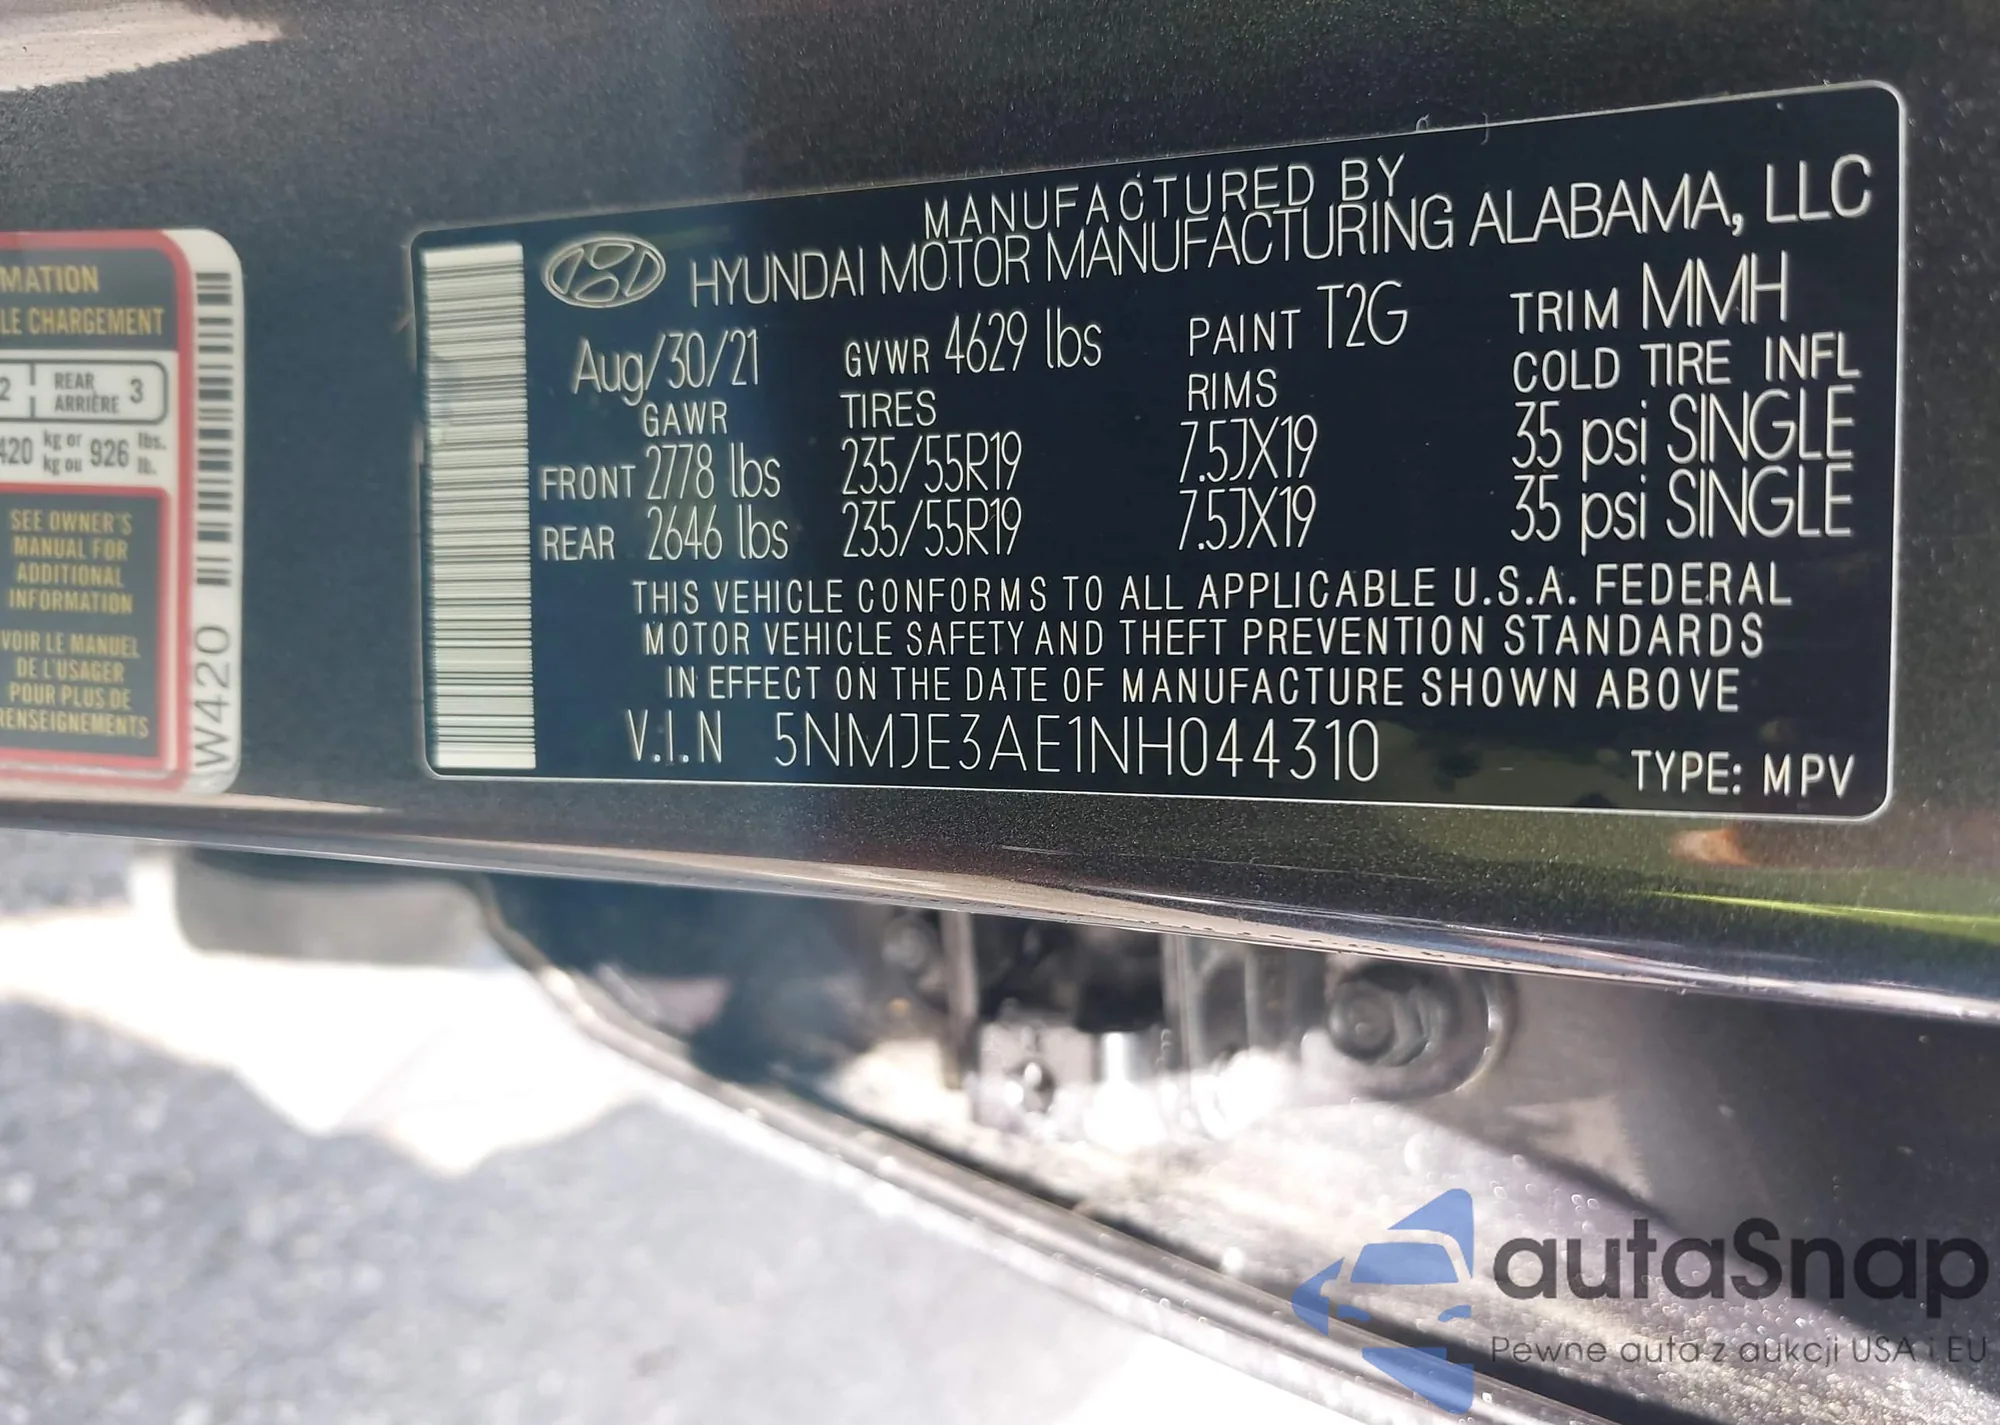 MATION
LE CHARGEMENT
2 REAR ARRIÈRE 3
420 kg or kg ou 926 lbs. lb.
SEE OWNER'S
MANUAL FOR
ADDITIONAL
INFORMATION
VOIR LE MANUEL
DE L'USAGER
POUR PLUS DE
RENSEIGNEMENTS
W420
MANUFACTURED BY
HYUNDAI MOTOR MANUFACTURING ALABAMA, LLC
Aug/30/21 GVWR 4629 lbs PAINT T2G TRIM MMH
GAWR TIRES RIMS COLD TIRE INFL
FRONT 2778 lbs 235/55R19 7.5JX19 35 psi SINGLE
REAR 2646 lbs 235/55R19 7.5JX19 35 psi SINGLE
THIS VEHICLE CONFORMS TO ALL APPLICABLE U.S.A. FEDERAL
MOTOR VEHICLE SAFETY AND THEFT PREVENTION STANDARDS
IN EFFECT ON THE DATE OF MANUFACTURE SHOWN ABOVE
V.I.N 5NMJE3AE1NH044310
TYPE: MPV
autaSnap
Pewne auta z aukcji USA i EU